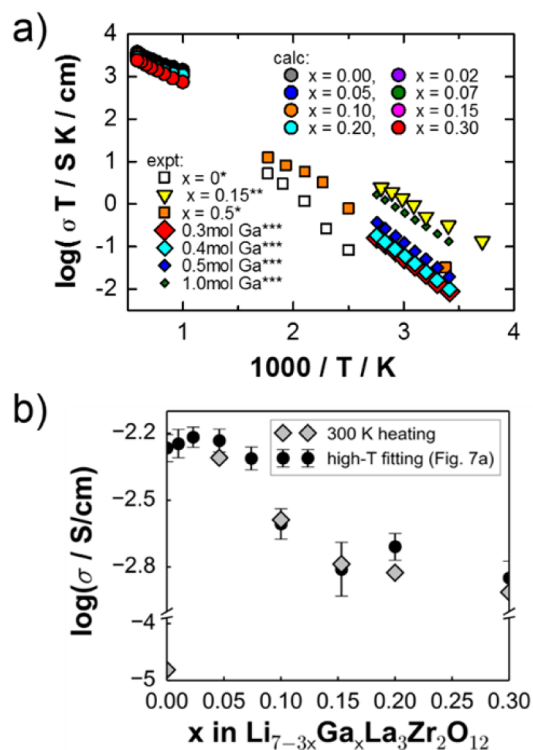 a)
log( σ T / S K / cm)
5
4
3
2
1
0
-1
-2
calc:
x = 0.00, x = 0.02
x = 0.05, x = 0.07
x = 0.10, x = 0.15
x = 0.20, x = 0.30
expt:
x = 0*
x = 0.15**
x = 0.5*
0.3mol Ga***
0.4mol Ga***
0.5mol Ga***
1.0mol Ga***
1 2 3 4
1000 / T / K
b)
log(σ / S/cm)
−2.2
−2.5
−2.8
−4
−5
300 K heating
high-T fitting (Fig. 7a)
0.00 0.05 0.10 0.15 0.20 0.25 0.30
x in Li₇₋₃ₓGaₓLa₃Zr₂O₁₂